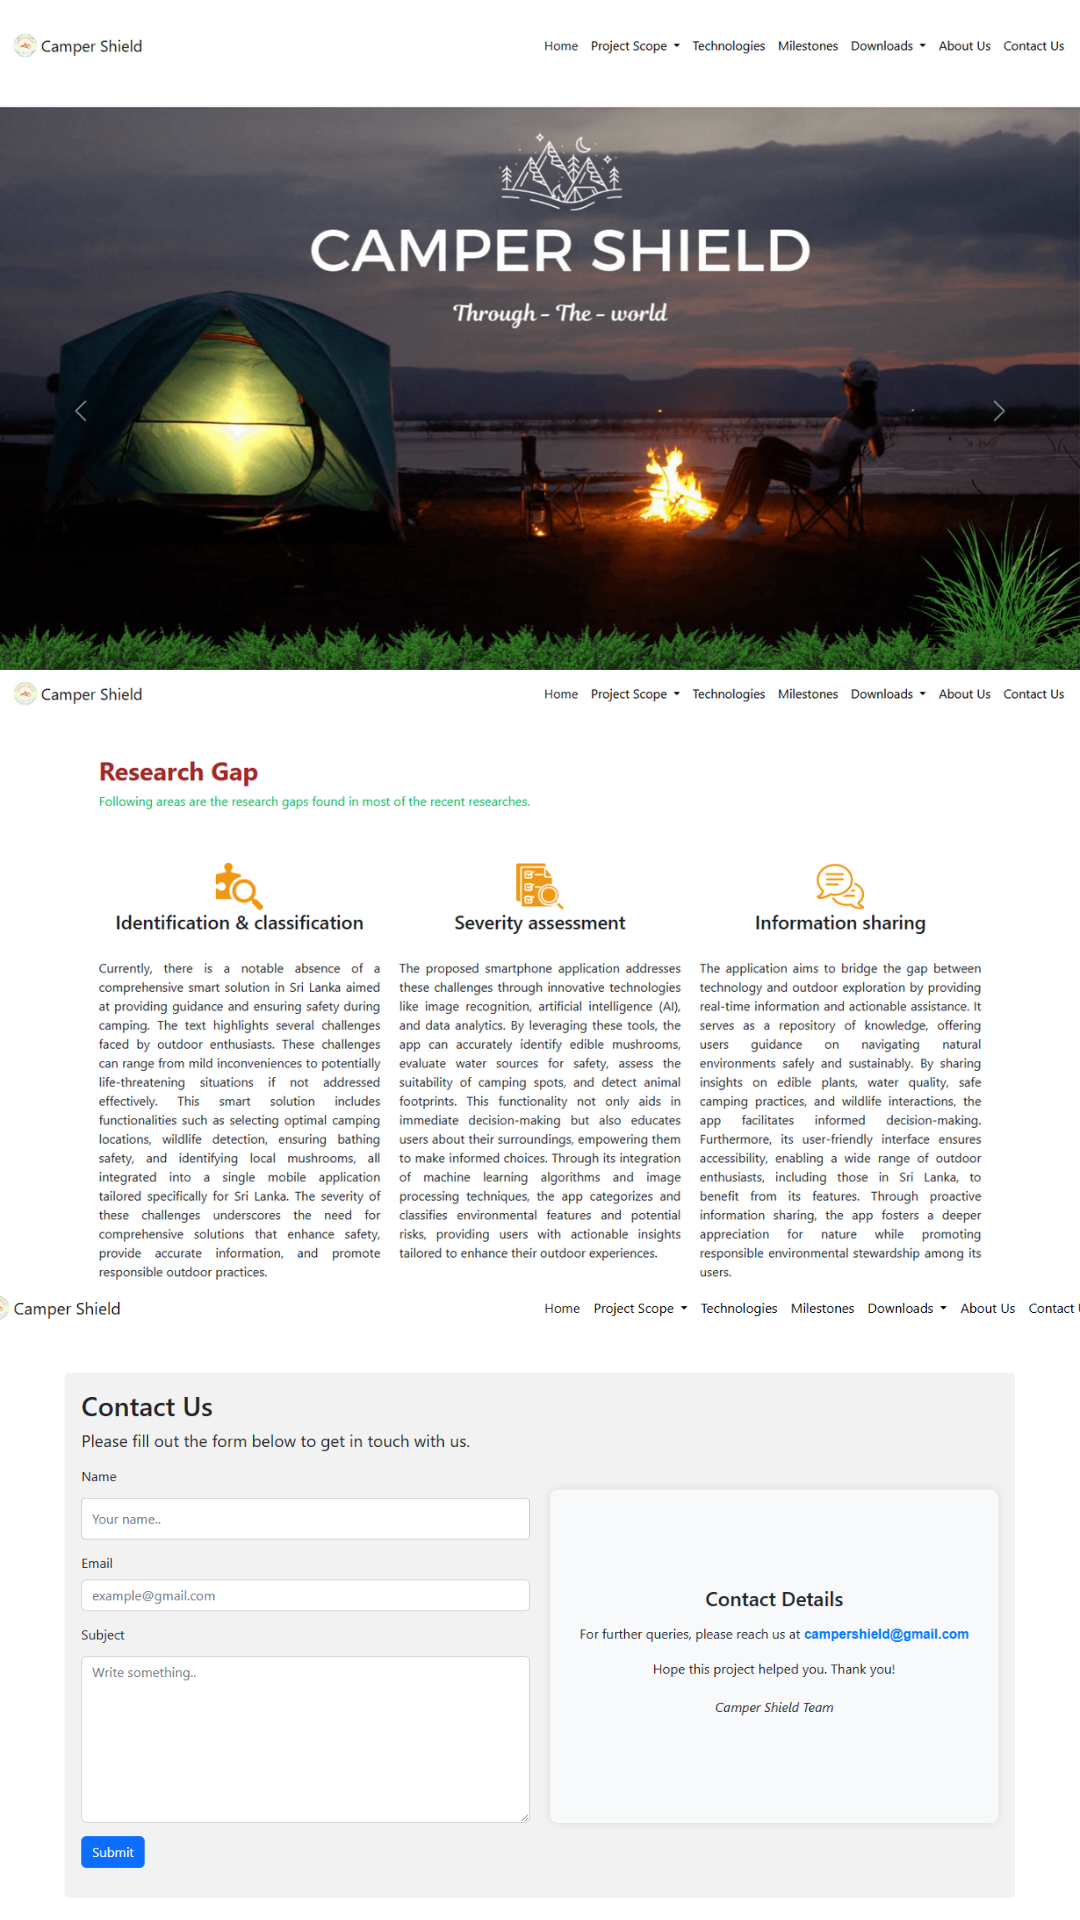 Camper Shield
Home Project Scope Technologies Milestones Downloads About Us Contact Us
CAMPER SHIELD
Through - The - world
Camper Shield
Home Project Scope Technologies Milestones Downloads About Us Contact Us
Research Gap
Following areas are the research gaps found in most of the recent researches.
Identification & classification
Currently, there is a notable absence of a
comprehensive smart solution in Sri Lanka aimed
at providing guidance and ensuring safety during
camping. The text highlights several challenges
faced by outdoor enthusiasts. These challenges
can range from mild inconveniences to potentially
life-threatening situations if not addressed
effectively. This smart solution includes
functionalities such as selecting optimal camping
locations, wildlife detection, ensuring bathing
safety, and identifying local mushrooms, all
integrated into a single mobile application
tailored specifically for Sri Lanka. The severity of
these challenges underscores the need for
comprehensive solutions that enhance safety,
provide accurate information, and promote
responsible outdoor practices.
Severity assessment
The proposed smartphone application addresses
these challenges through innovative technologies
like image recognition, artificial intelligence (AI),
and data analytics. By leveraging these tools, the
app can accurately identify edible mushrooms,
evaluate water sources for safety, assess the
suitability of camping spots, and detect animal
footprints. This functionality not only aids in
immediate decision-making but also educates
users about their surroundings, empowering them
to make informed choices. Through its integration
of machine learning algorithms and image
processing techniques, the app categorizes and
classifies environmental features and potential
risks, providing users with actionable insights
tailored to enhance their outdoor experiences.
Information sharing
The application aims to bridge the gap between
technology and outdoor exploration by providing
real-time information and actionable assistance. It
serves as a repository of knowledge, offering
users guidance on navigating natural
environments safely and sustainably. By sharing
insights on edible plants, water quality, safe
camping practices, and wildlife interactions, the
app facilitates informed decision-making.
Furthermore, its user-friendly interface ensures
accessibility, enabling a wide range of outdoor
enthusiasts, including those in Sri Lanka, to
benefit from its features. Through proactive
information sharing, the app fosters a deeper
appreciation for nature while promoting
responsible environmental stewardship among its
users.
Camper Shield
Home Project Scope Technologies Milestones Downloads About Us Contact
Contact Us
Please fill out the form below to get in touch with us.
Name
Your name..
Email
example@gmail.com
Subject
Write something..
Submit
Contact Details
For further queries, please reach us at campershield@gmail.com
Hope this project helped you. Thank you!
Camper Shield Team